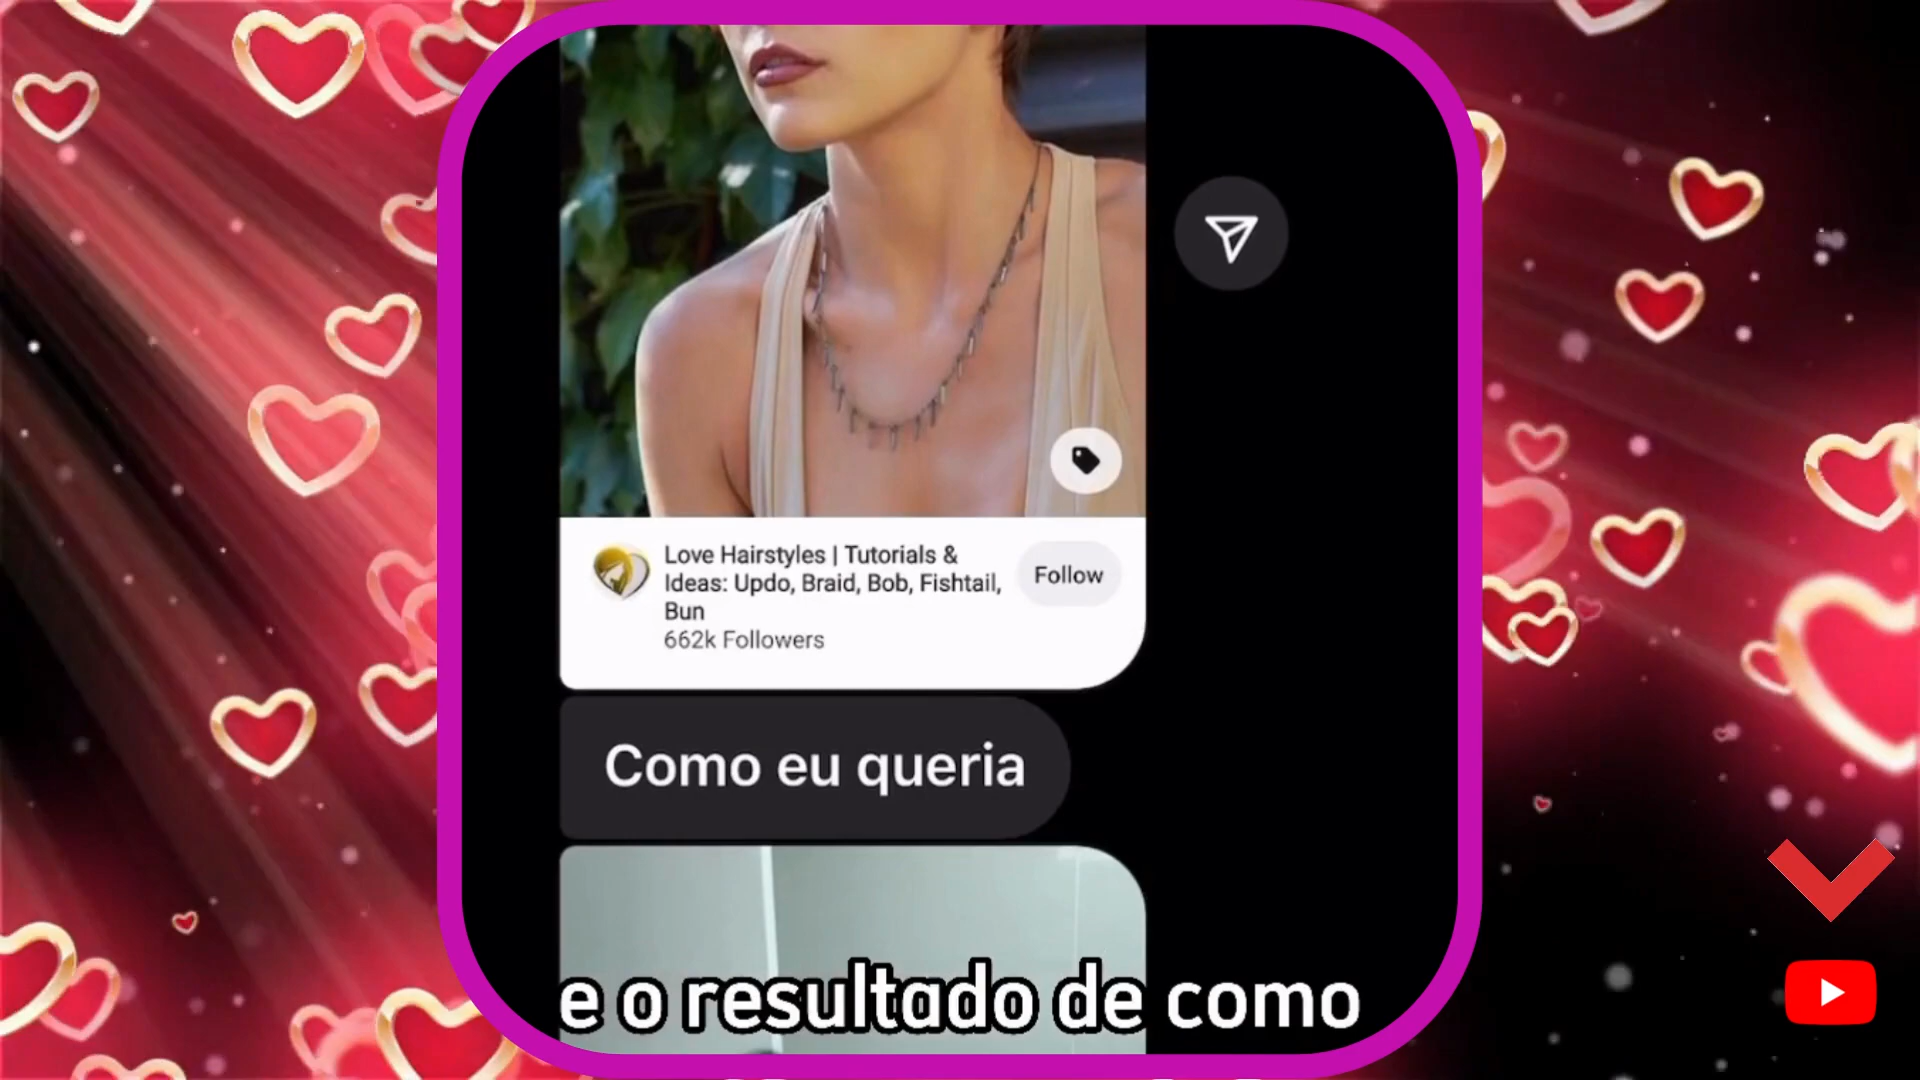 Love Hairstyles | Tutorials &
Ideas: Updo, Braid, Bob, Fishtail,
Bun
662k Followers
Follow
Como eu queria
e o resultado de como